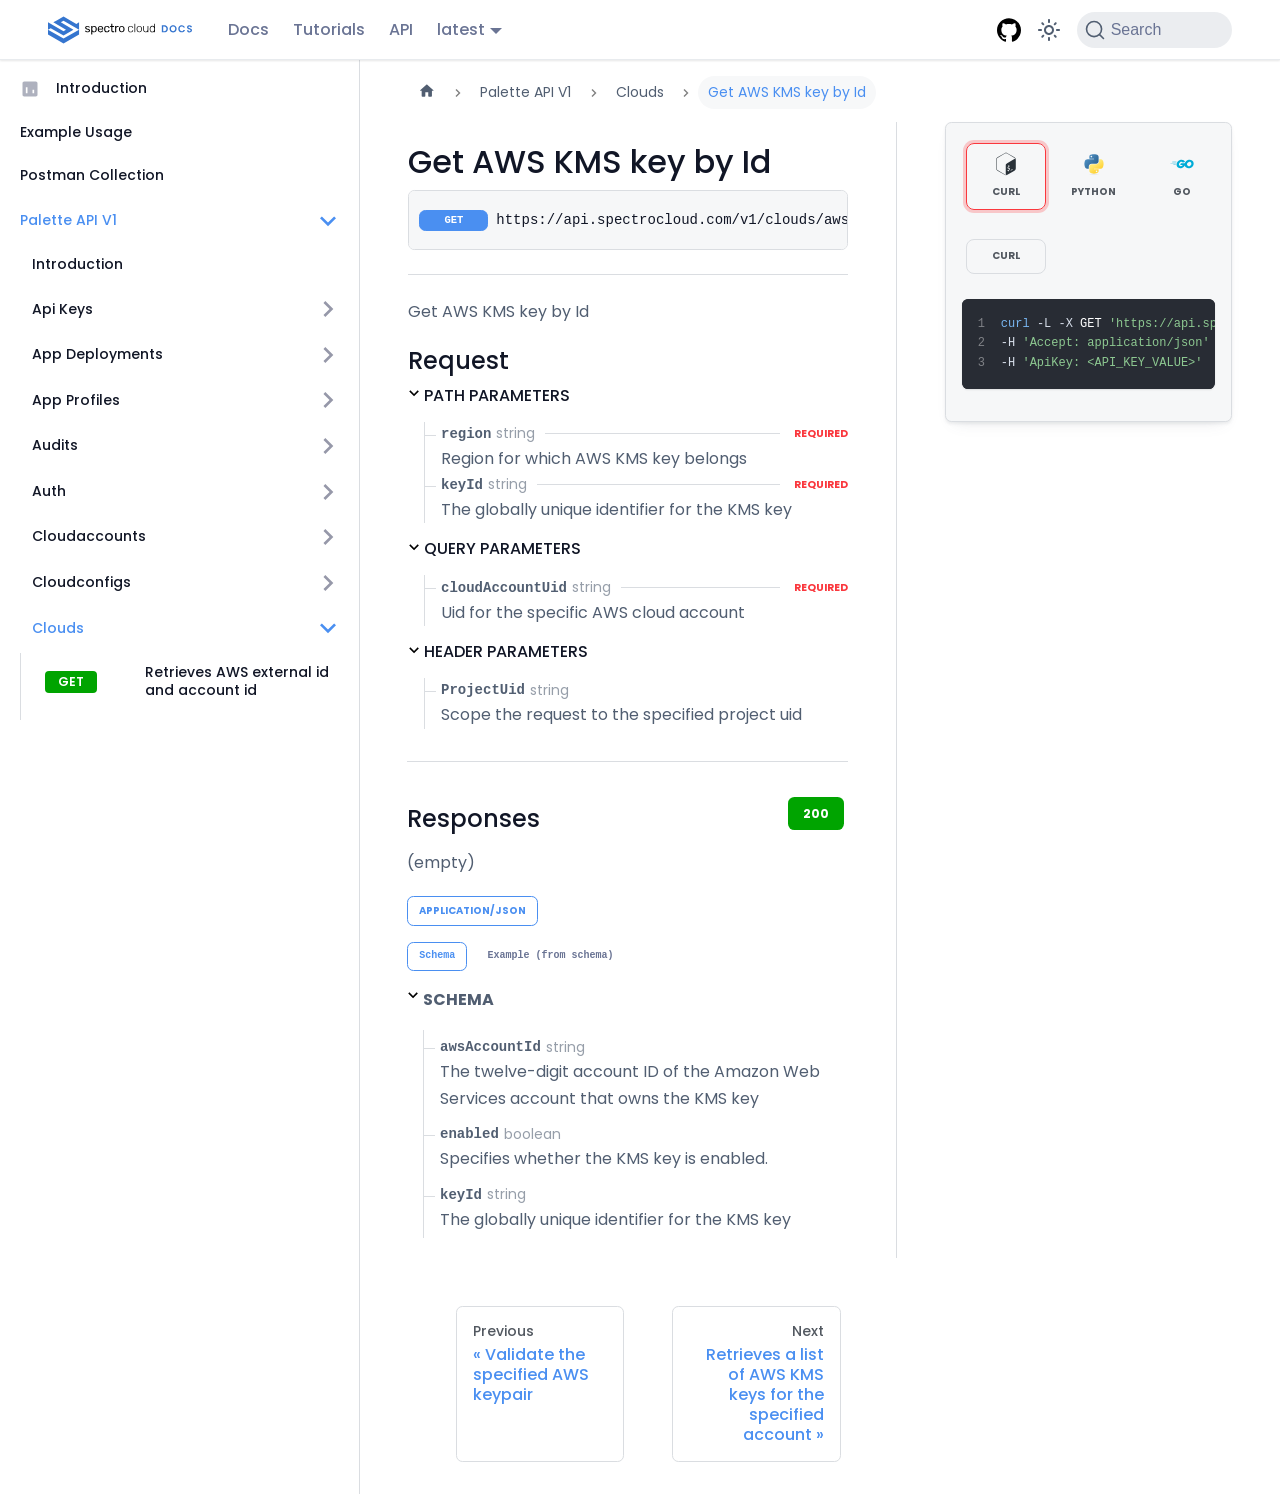 spectro cloud DOCS
Docs
Tutorials
API
latest
Search
Introduction
Example Usage
Postman Collection
Palette API V1
Introduction
Api Keys
App Deployments
App Profiles
Audits
Auth
Cloudaccounts
Cloudconfigs
Clouds
GET
Retrieves AWS external id
and account id
Palette API V1
Clouds
Get AWS KMS key by Id
Get AWS KMS key by Id
GET https://api.spectrocloud.com/v1/clouds/aws
Get AWS KMS key by Id
Request
PATH PARAMETERS
region string REQUIRED
Region for which AWS KMS key belongs
keyId string REQUIRED
The globally unique identifier for the KMS key
QUERY PARAMETERS
cloudAccountUid string REQUIRED
Uid for the specific AWS cloud account
HEADER PARAMETERS
ProjectUid string
Scope the request to the specified project uid
Responses
200
(empty)
APPLICATION/JSON
Schema
Example (from schema)
SCHEMA
awsAccountId string
The twelve-digit account ID of the Amazon Web
Services account that owns the KMS key
enabled boolean
Specifies whether the KMS key is enabled.
keyId string
The globally unique identifier for the KMS key
Previous
« Validate the
specified AWS
keypair
Next
Retrieves a list
of AWS KMS
keys for the
specified
account »
CURL
PYTHON
GO
GO
CURL
1 curl -L -X GET 'https://api.sp
2 -H 'Accept: application/json'
3 -H 'ApiKey: <API_KEY_VALUE>'